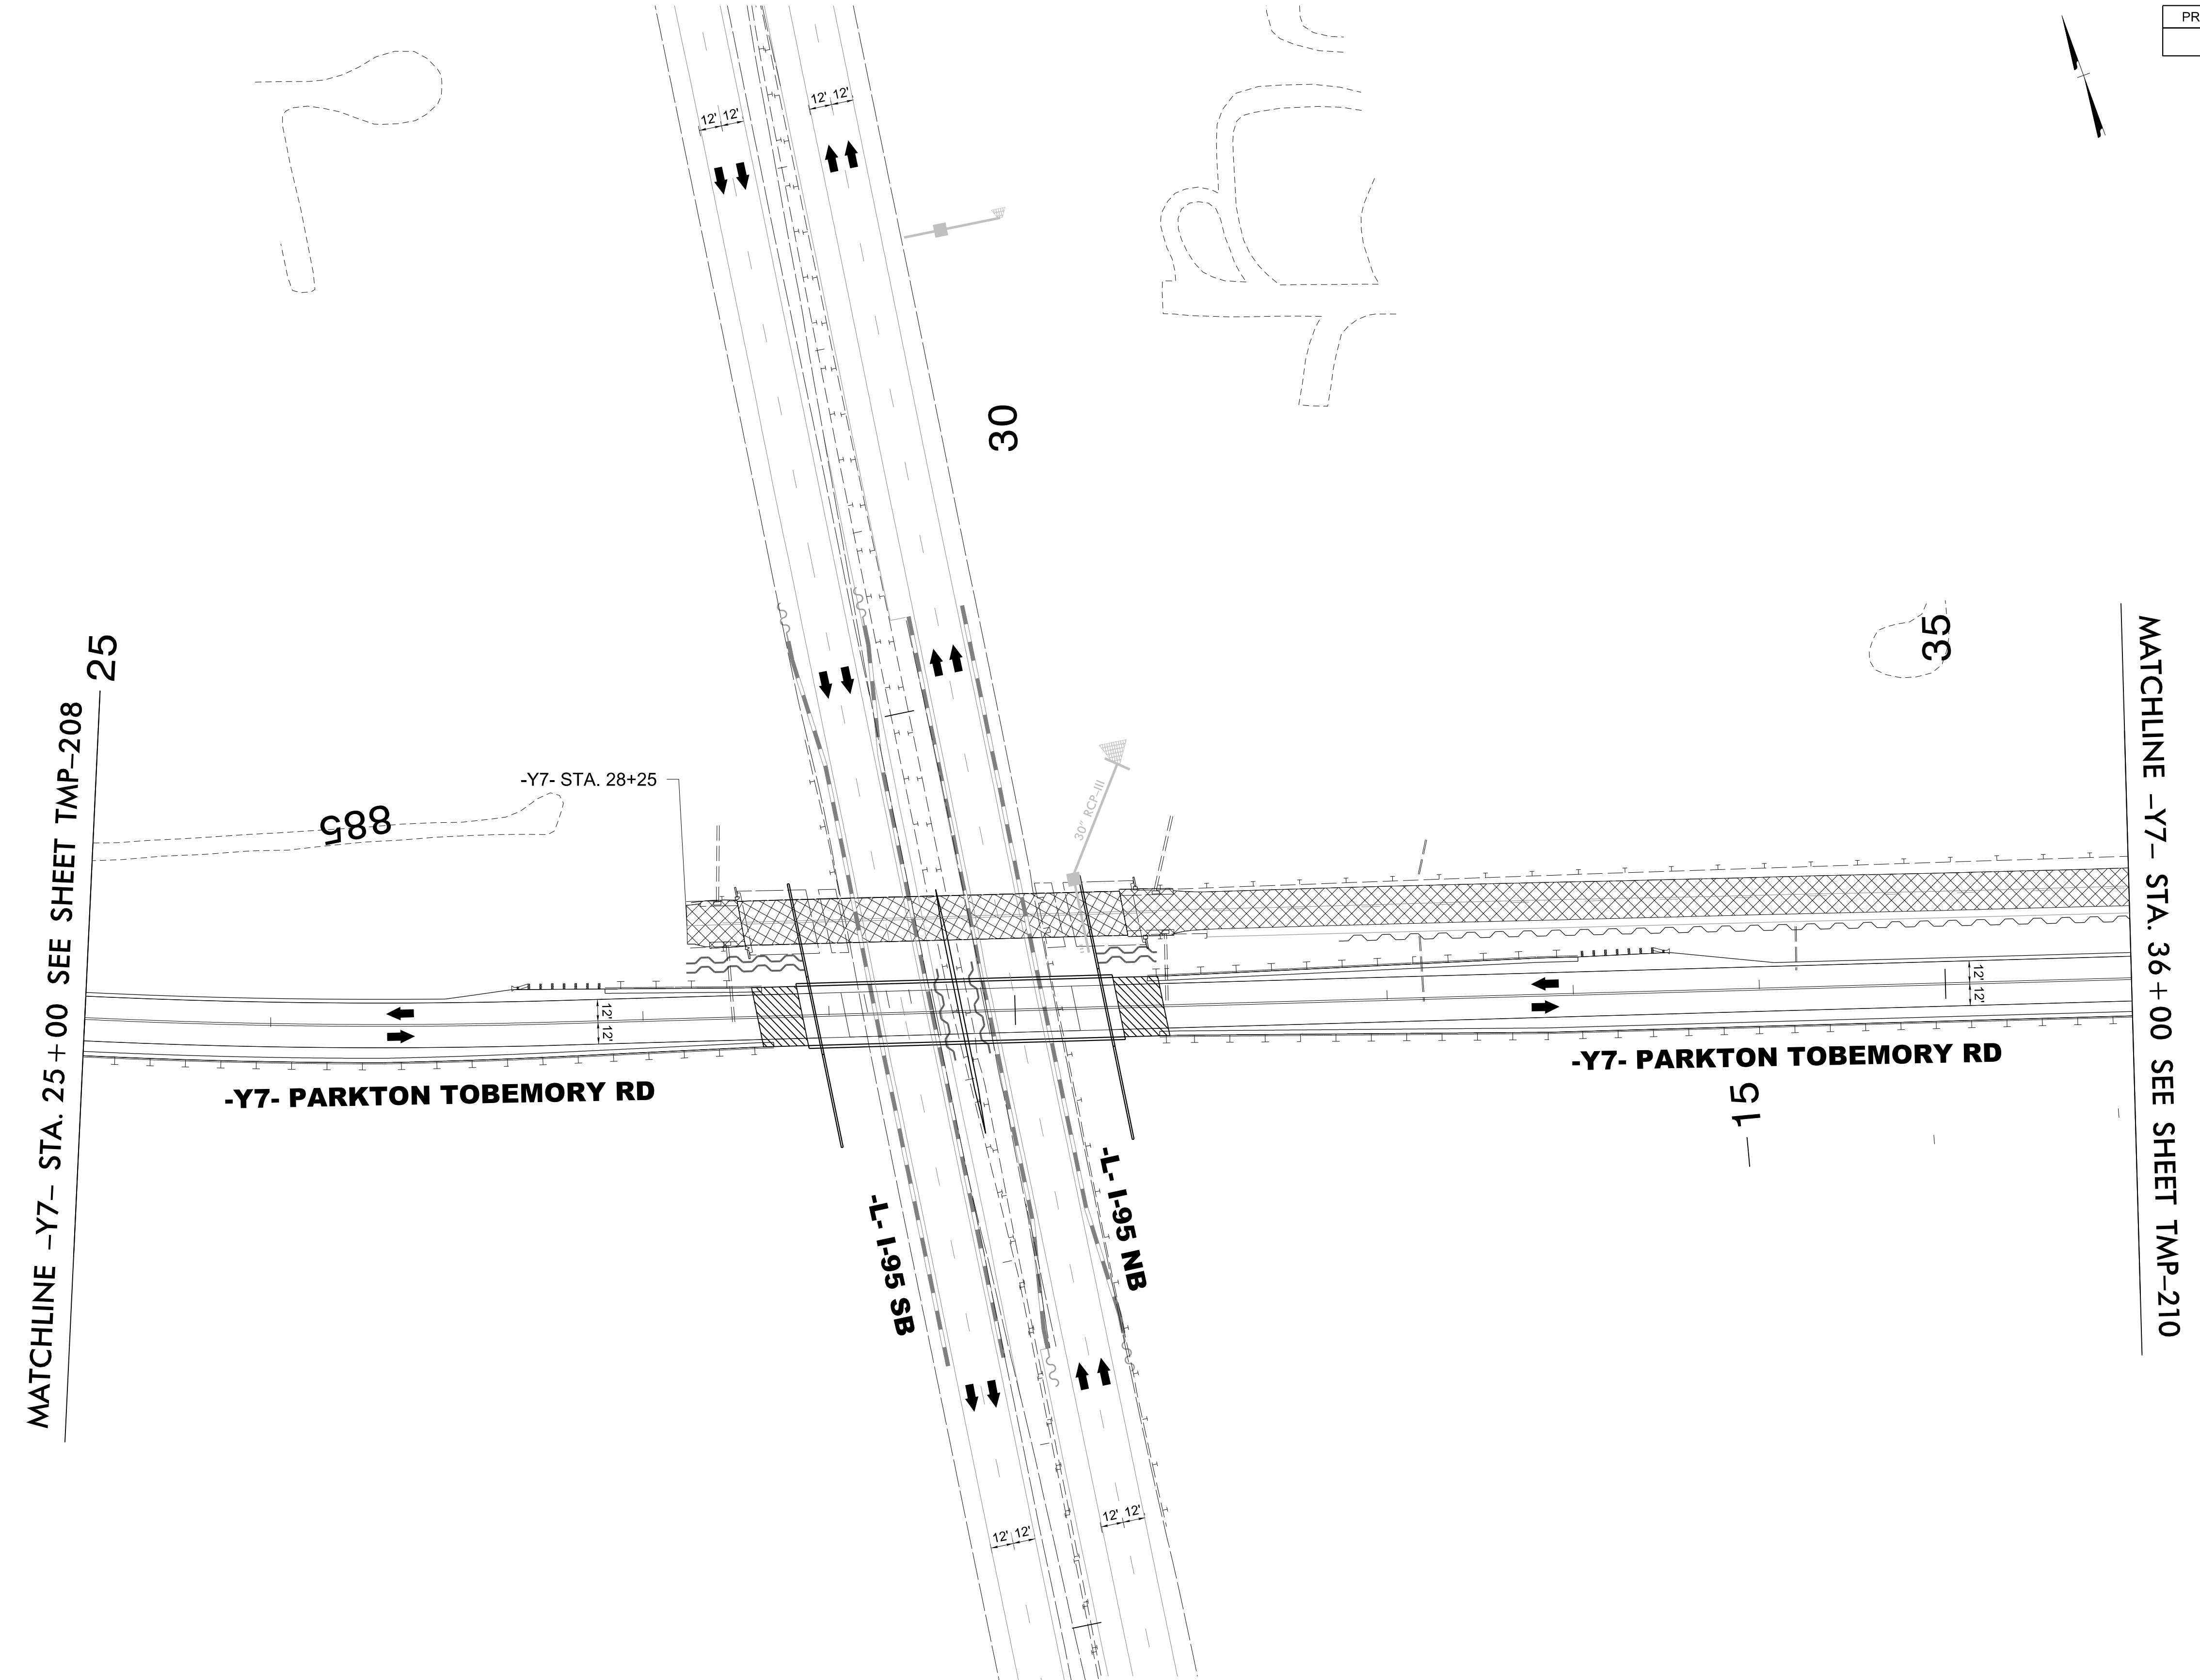 PR
12' 12'
12' 12'
30
25
35
MATCHLINE -Y7- STA. 25+00 SEE SHEET TMP-208
MATCHLINE -Y7- STA. 36+00 SEE SHEET TMP-210
-Y7- STA. 28+25
885
30" RCP-III
12'
12'
12'
12'
-Y7- PARKTON TOBEMORY RD
-Y7- PARKTON TOBEMORY RD
15
-L- I-95 SB
-L- I-95 NB
12' 12'
12' 12'